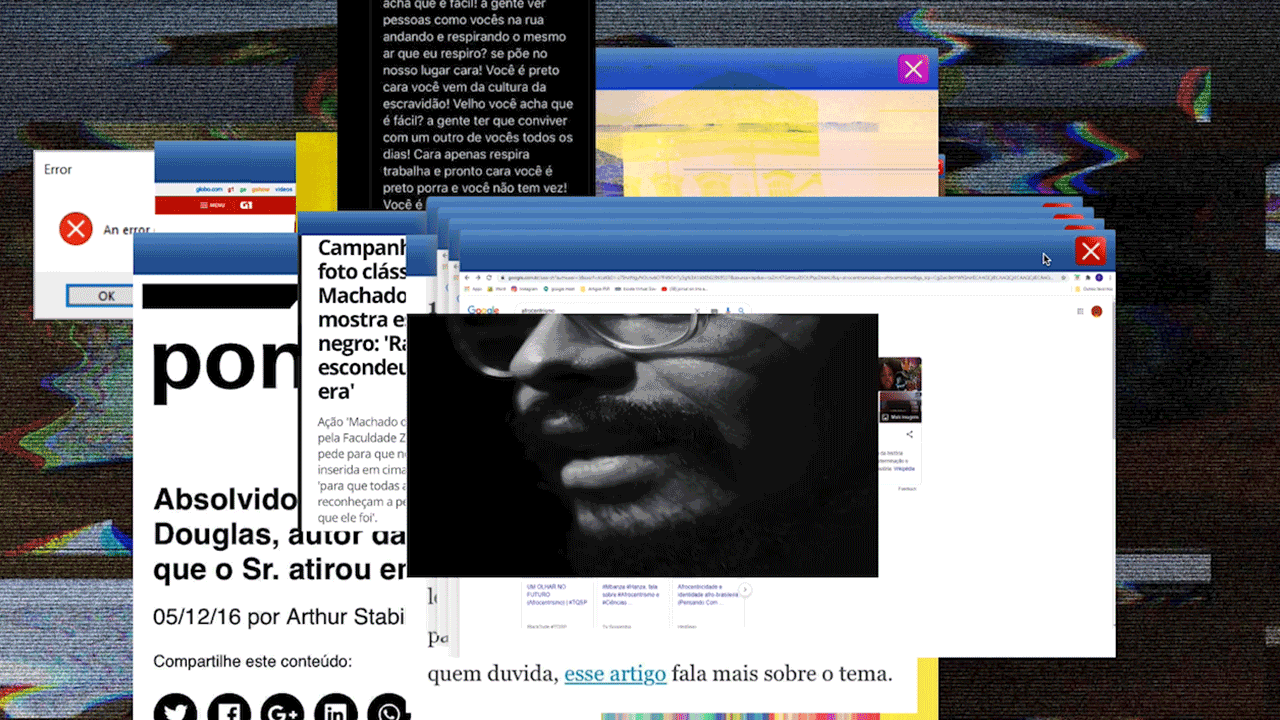 acha que é fácil! a gente ver
pessoas como vocês na rua
andando e respirando o mesmo
ar que eu respiro? se põe no
nosso lugar cara! Você é preto
cara você vem da cultura da
escravidão! Velho você acha que
é fácil? a gente ter que conviver
com um outro de vocês todos os
dias! Cara apenas respira
trabalha e pronto cara você é
preto porra e você não tem vez!
Você é
Error
An error
OK
globo.com g1 ge gshow videos
MENU G1
pon
Absolvido
Douglas, autor da
que o Sr. atirou em
05/12/16 por Arthur Stabi
Compartilhe este conteúdo:
Campanh
foto cláss
Machado
mostra e
negro: 'Ra
escondeu
era'
Ação 'Machado d
pela Faculdade Z
pede para que n
inserida em cima
'para que todas a
reconheçam a pe
que ele foi'.
Google afrocentrismo
Mais imagens
Wikipédia
Feedback
UM OLHAR NO
FUTURO
(Afrocentrismo) | #TQSP
#Mbanza #Hanza, fala
sobre #Afrocentrismo e
#Ciências...
Afrocentricidade e
identidade afro-brasileira
(Pensando Com ...
pa
quem dúvida, esse artigo fala mais sobre o tema.